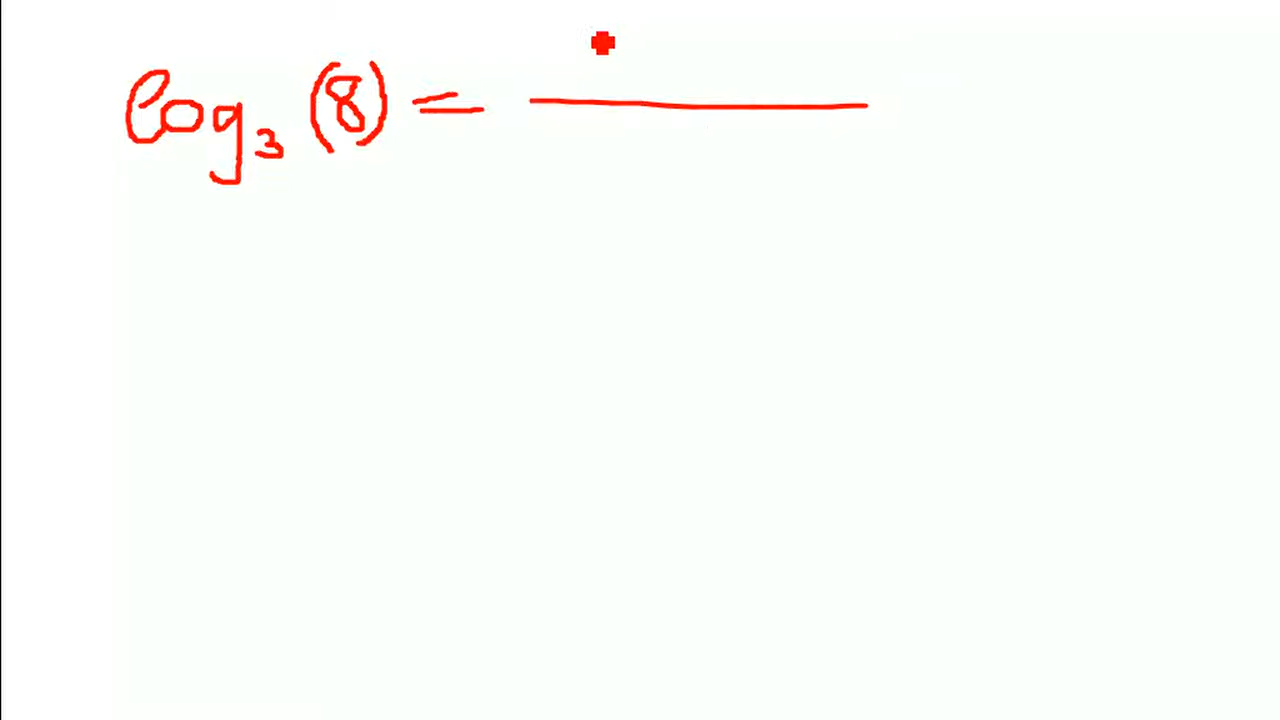 log₃ (8) =